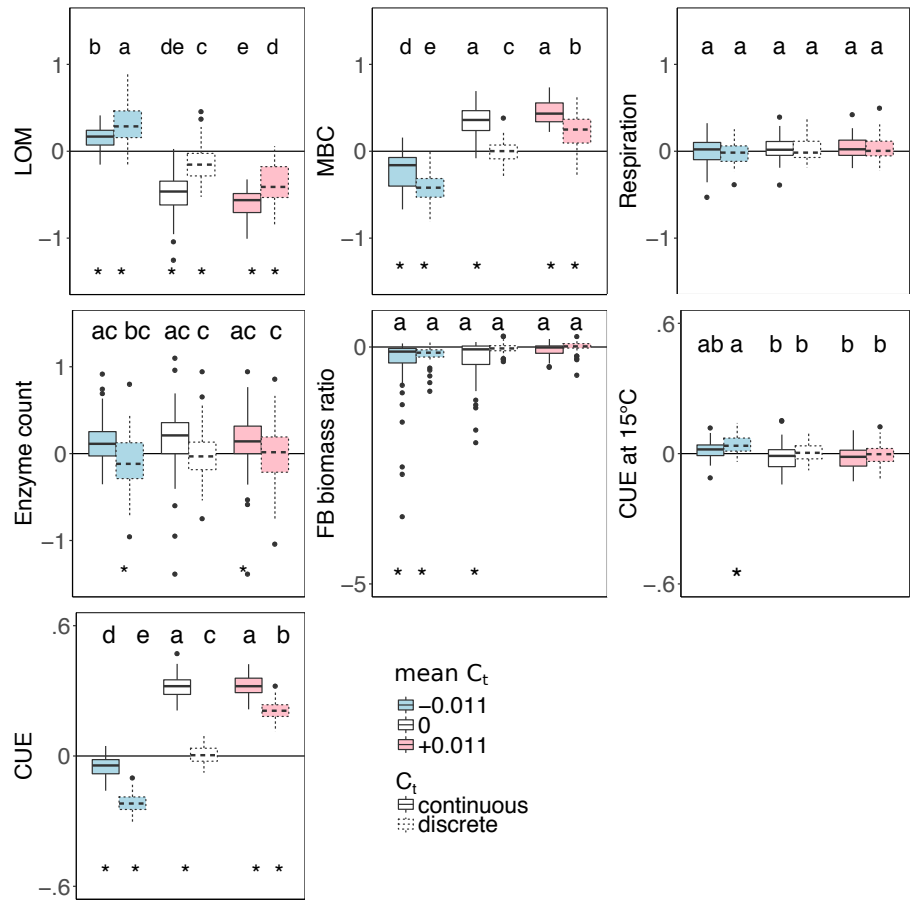 b a de c e d
1
0
−1
LOM
* * * * * *
d e a c a b
1
0
−1
MBC
* * * * *
a a a a a a
1
0
−1
Respiration
ac bc ac c ac c
1
0
−1
Enzyme count
* *
a a a a a a
0
−5
FB biomass ratio
* * *
.6
ab a b b b b
0
−.6
CUE at 15°C
*
.6
d e a c a b
0
−.6
CUE
* * * * *
mean Cₜ
−0.011
0
+0.011
Cₜ
continuous
discrete